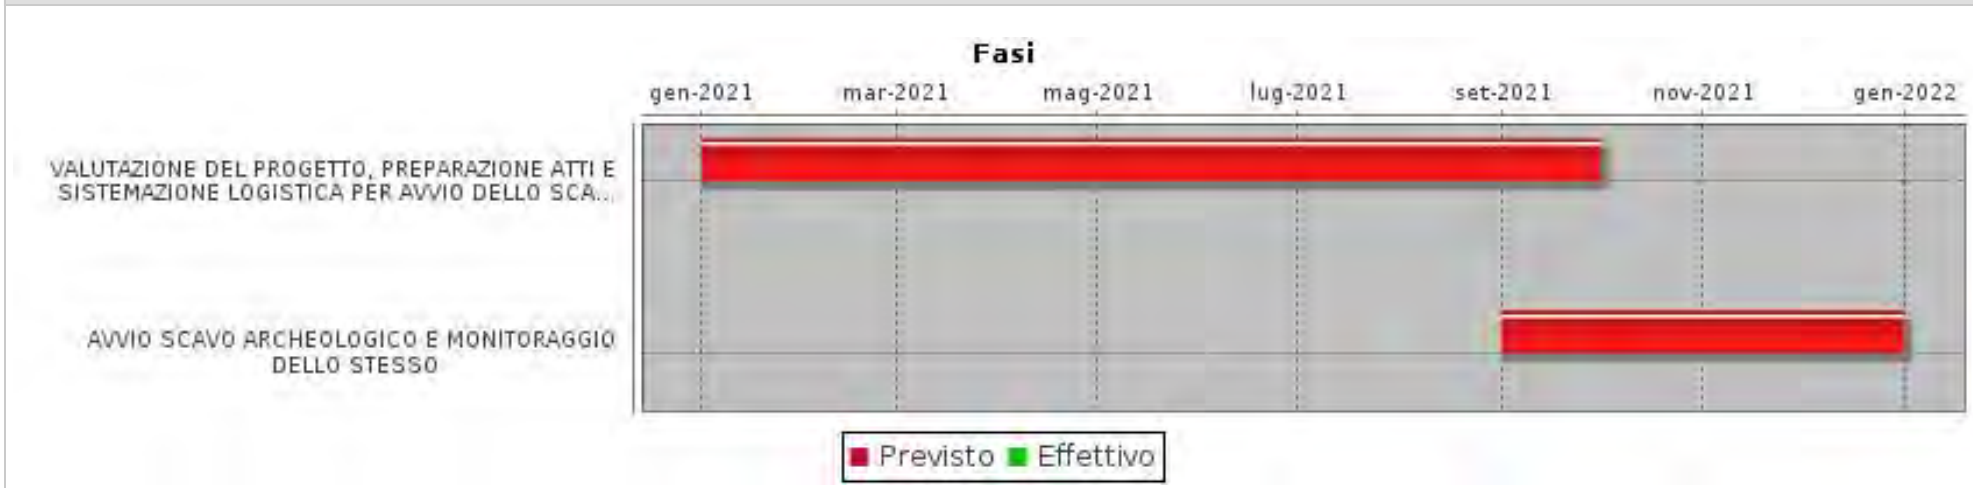 Fasi
gen-2021 mar-2021 mag-2021 lug-2021 set-2021 nov-2021 gen-2022
VALUTAZIONE DEL PROGETTO, PREPARAZIONE ATTI E
SISTEMAZIONE LOGISTICA PER AVVIO DELLO SCA...
AVVIO SCAVO ARCHEOLOGICO E MONITORAGGIO
DELLO STESSO
Previsto Effettivo